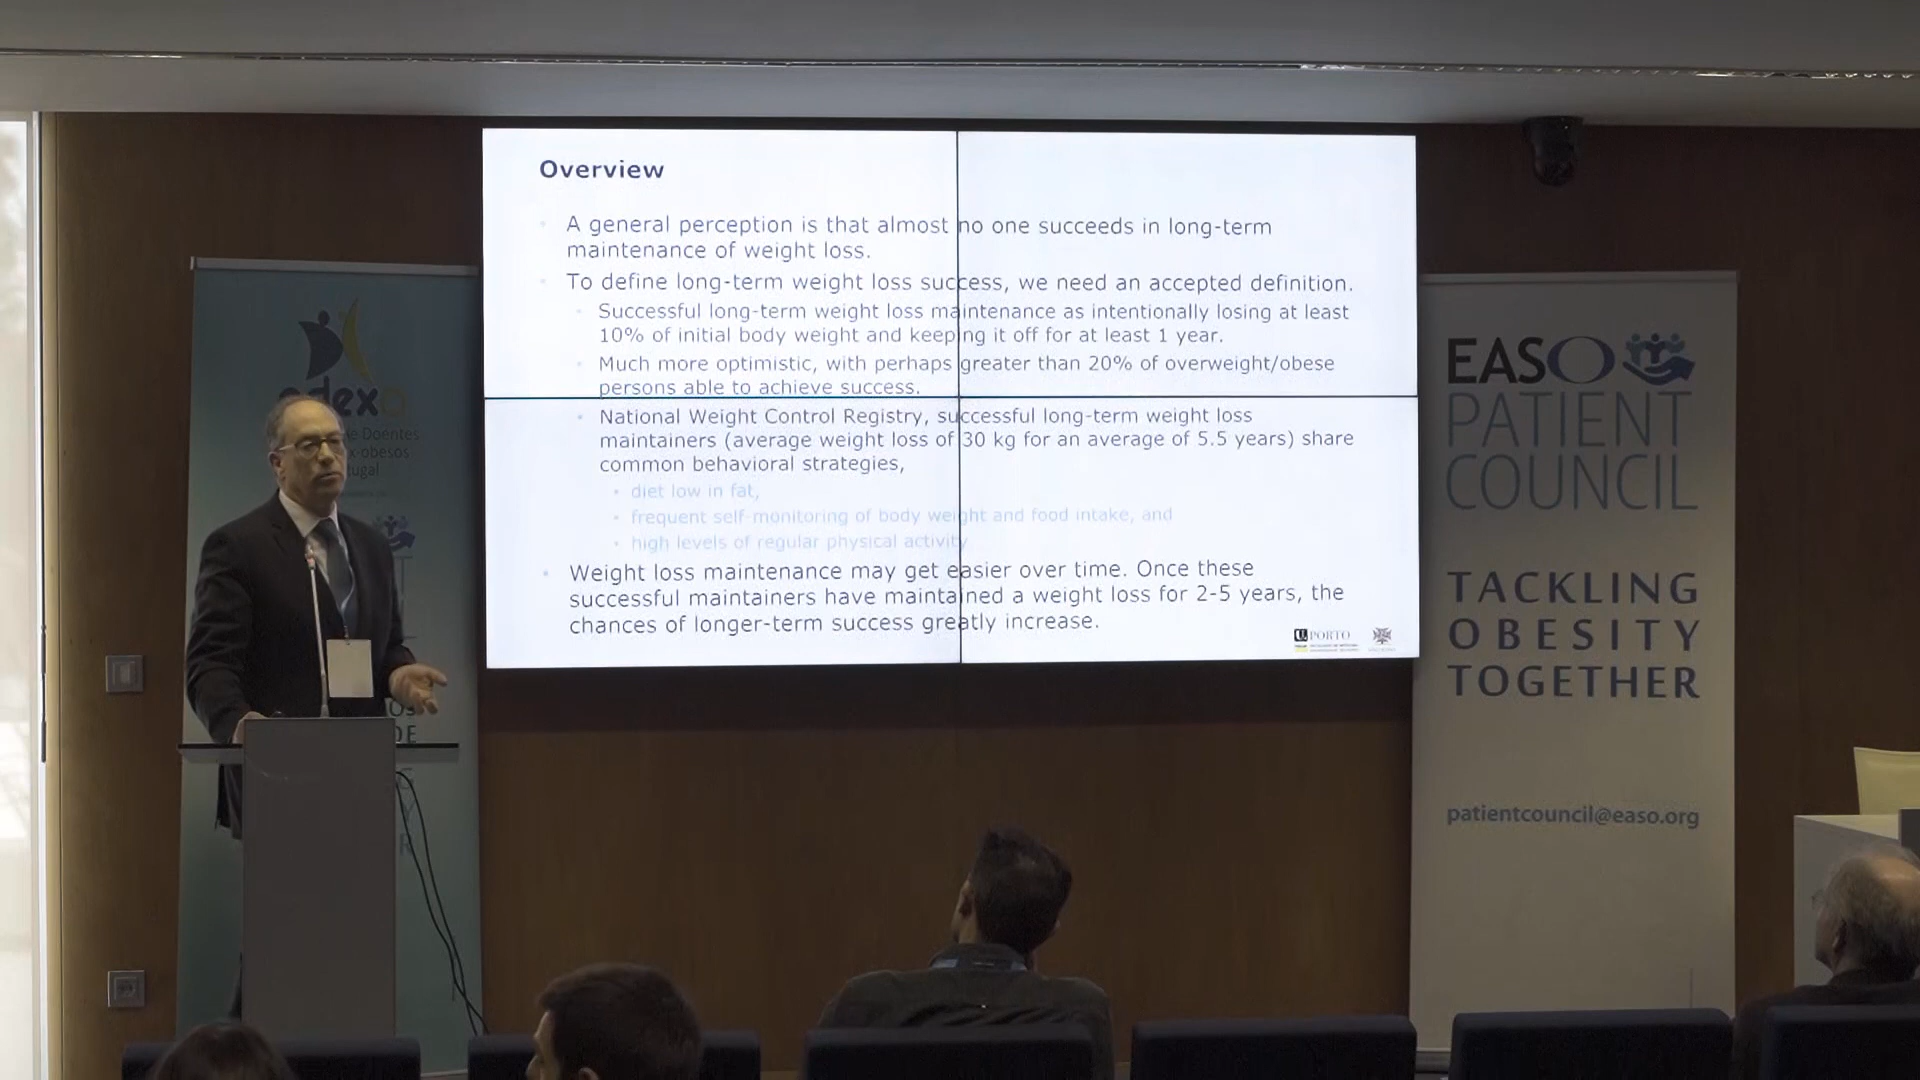 Overview
A general perception is that almost no one succeeds in long-term
maintenance of weight loss.
To define long-term weight loss success, we need an accepted definition.
Successful long-term weight loss maintenance as intentionally losing at least
10% of initial body weight and keeping it off for at least 1 year.
Much more optimistic, with perhaps greater than 20% of overweight/obese
persons able to achieve success.
National Weight Control Registry, successful long-term weight loss
maintainers (average weight loss of 30 kg for an average of 5.5 years) share
common behavioral strategies,
diet low in fat,
frequent self-monitoring of body weight and food intake, and
high levels of regular physical activity
Weight loss maintenance may get easier over time. Once these
successful maintainers have maintained a weight loss for 2-5 years, the
chances of longer-term success greatly increase.
U. PORTO
adexo
de Doentes
x-obesos
tugal
OS
DE
EASO
PATIENT
COUNCIL
TACKLING
OBESITY
TOGETHER
patientcouncil@easo.org